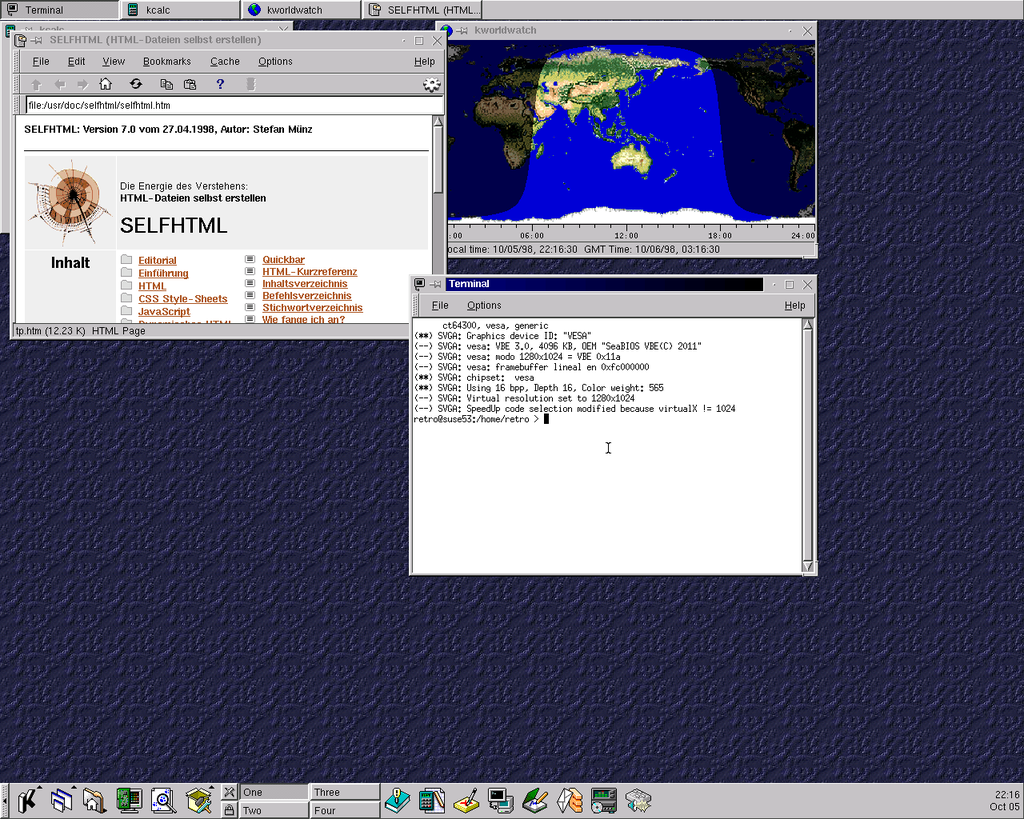 Terminal
kcalc
kworldwatch
SELFHTML (HTML...
kcalc
SELFHTML (HTML-Dateien selbst erstellen)
File Edit View Bookmarks Cache Options Help
file:/usr/doc/selfhtml/selfhtml.htm
SELFHTML: Version 7.0 vom 27.04.1998, Autor: Stefan Münz
Die Energie des Verstehens:
HTML-Dateien selbst erstellen
SELFHTML
Inhalt
Editorial
Einführung
HTML
CSS Style-Sheets
JavaScript
Dynamisches HTML
Quickbar
HTML-Kurzreferenz
Inhaltsverzeichnis
Befehlsverzeichnis
Stichwortverzeichnis
Wie fange ich an?
tp.htm (12.23 K) HTML Page
kworldwatch
:00 06:00 12:00 18:00 24:00
ocal time: 10/05/98, 22:16:30 GMT Time: 10/06/98, 03:16:30
Terminal
File Options Help
ct64300, vesa, generic
(**) SVGA: Graphics device ID: "VESA"
(--) SVGA: vesa: VBE 3.0, 4096 KB, OEM "SeaBIOS VBE(C) 2011"
(--) SVGA: vesa: modo 1280x1024 = VBE 0x11a
(--) SVGA: vesa: framebuffer lineal en 0xfc000000
(**) SVGA: chipset: vesa
(**) SVGA: Using 16 bpp, Depth 16, Color weight: 565
(--) SVGA: Virtual resolution set to 1280x1024
(--) SVGA: SpeedUp code selection modified because virtualX != 1024
retro@suse53:/home/retro >
One
Three
Two
Four
22:16
Oct 05